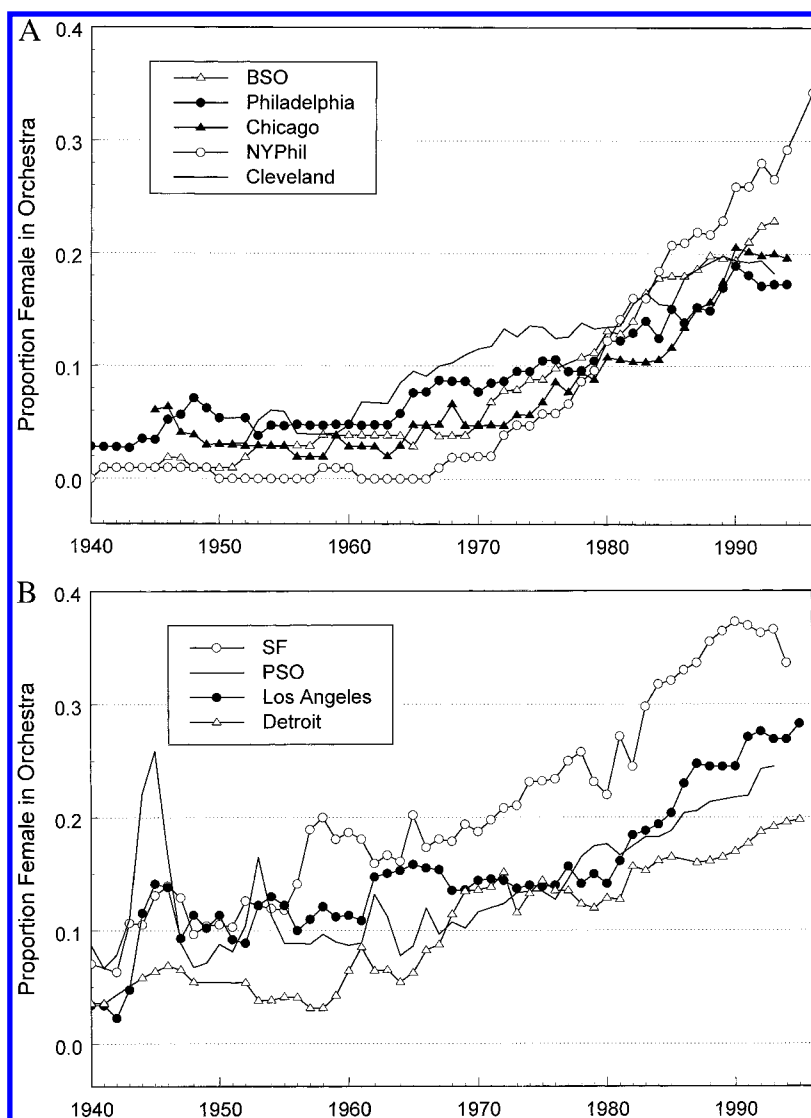 A
0.4
BSO
Philadelphia
Chicago
NYPhil
Cleveland
0.3
Proportion Female in Orchestra
0.2
0.1
0.0
1940 1950 1960 1970 1980 1990
B
0.4
SF
PSO
Los Angeles
Detroit
0.3
Proportion Female in Orchestra
0.2
0.1
0.0
1940 1950 1960 1970 1980 1990